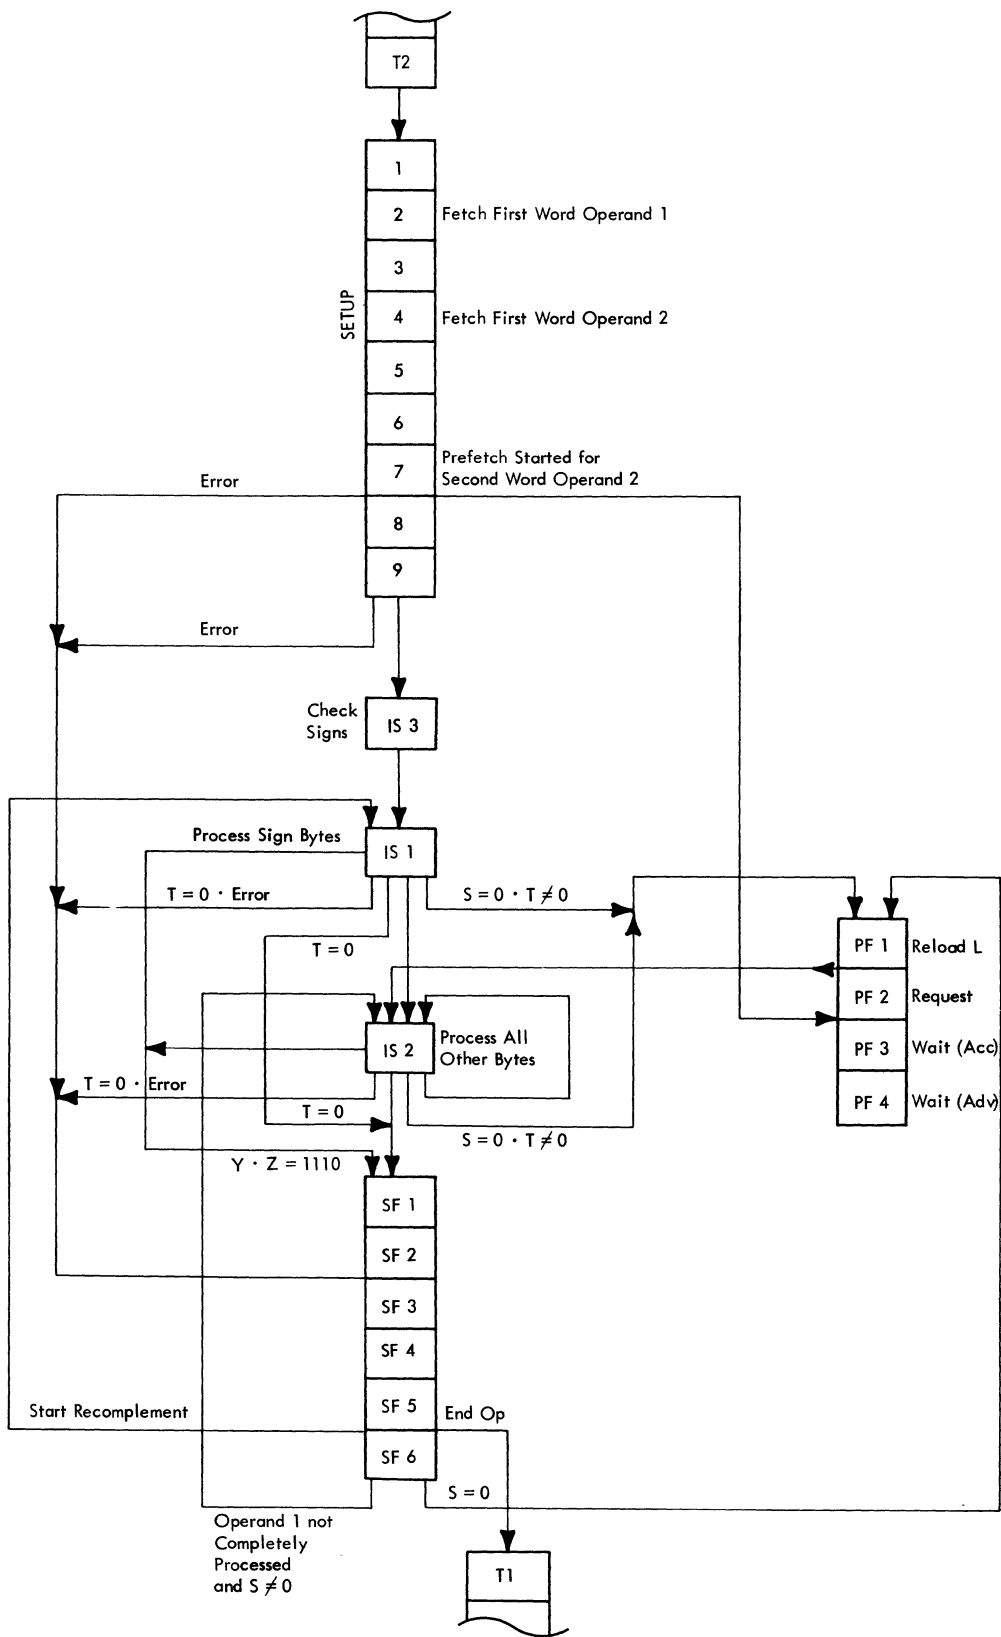 T2
1
2 Fetch First Word Operand 1
3
SETUP
4 Fetch First Word Operand 2
5
6
7 Prefetch Started for
Second Word Operand 2
Error
8
9
Error
Check
Signs
IS 3
Process Sign Bytes
IS 1
T = 0 · Error
S = 0 · T ≠ 0
T = 0
PF 1 Reload L
PF 2 Request
PF 3 Wait (Acc)
PF 4 Wait (Adv)
IS 2
Process All
Other Bytes
T = 0 · Error
T = 0
S = 0 · T ≠ 0
Y · Z = 1110
SF 1
SF 2
SF 3
SF 4
SF 5
Start Recomplement
End Op
SF 6
S = 0
Operand 1 not
Completely
Processed
and S ≠ 0
T1